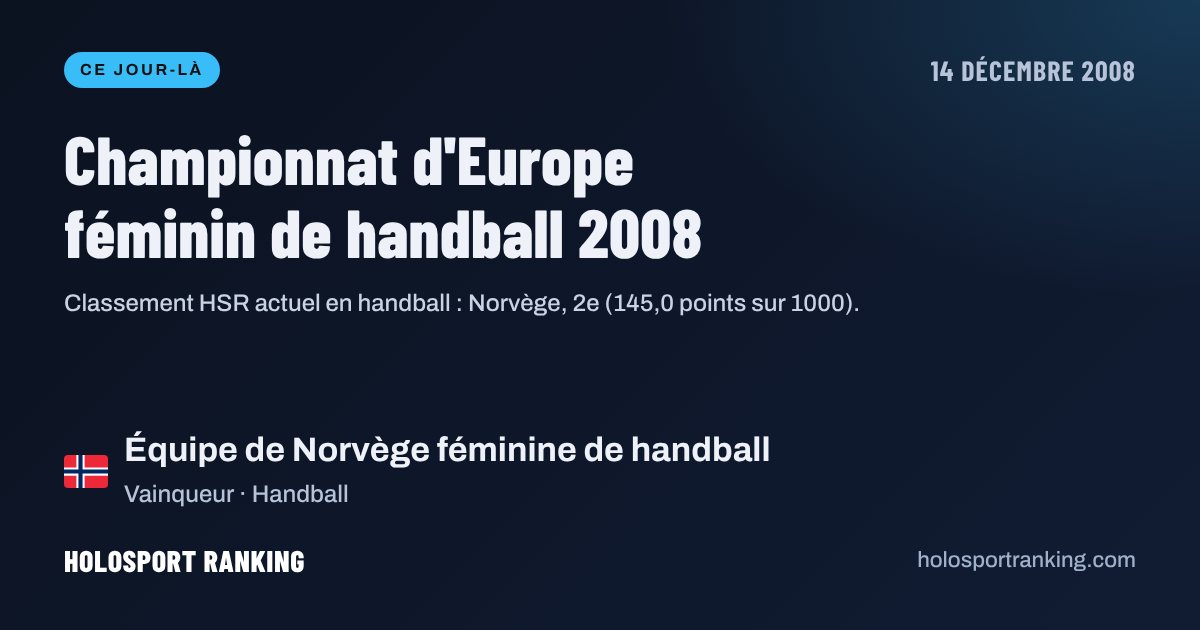 CE JOUR-LÀ
14 DÉCEMBRE 2008
Championnat d'Europe
féminin de handball 2008
Classement HSR actuel en handball : Norvège, 2e (145,0 points sur 1000).
Équipe de Norvège féminine de handball
Vainqueur · Handball
HOLOSPORT RANKING
holosportranking.com